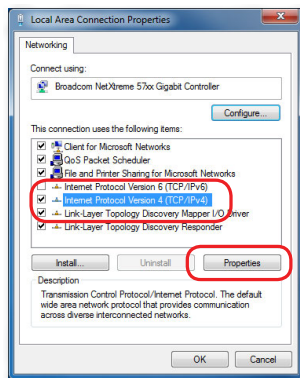 Local Area Connection Properties
Networking
Connect using:
Broadcom NetXtreme 57xx Gigabit Controller
Configure...
This connection uses the following items:
Client for Microsoft Networks
QoS Packet Scheduler
File and Printer Sharing for Microsoft Networks
Internet Protocol Version 6 (TCP/IPv6)
Internet Protocol Version 4 (TCP/IPv4)
Link-Layer Topology Discovery Mapper I/O Driver
Link-Layer Topology Discovery Responder
Install... Uninstall Properties
Description
Transmission Control Protocol/Internet Protocol. The default
wide area network protocol that provides communication
across diverse interconnected networks.
OK Cancel